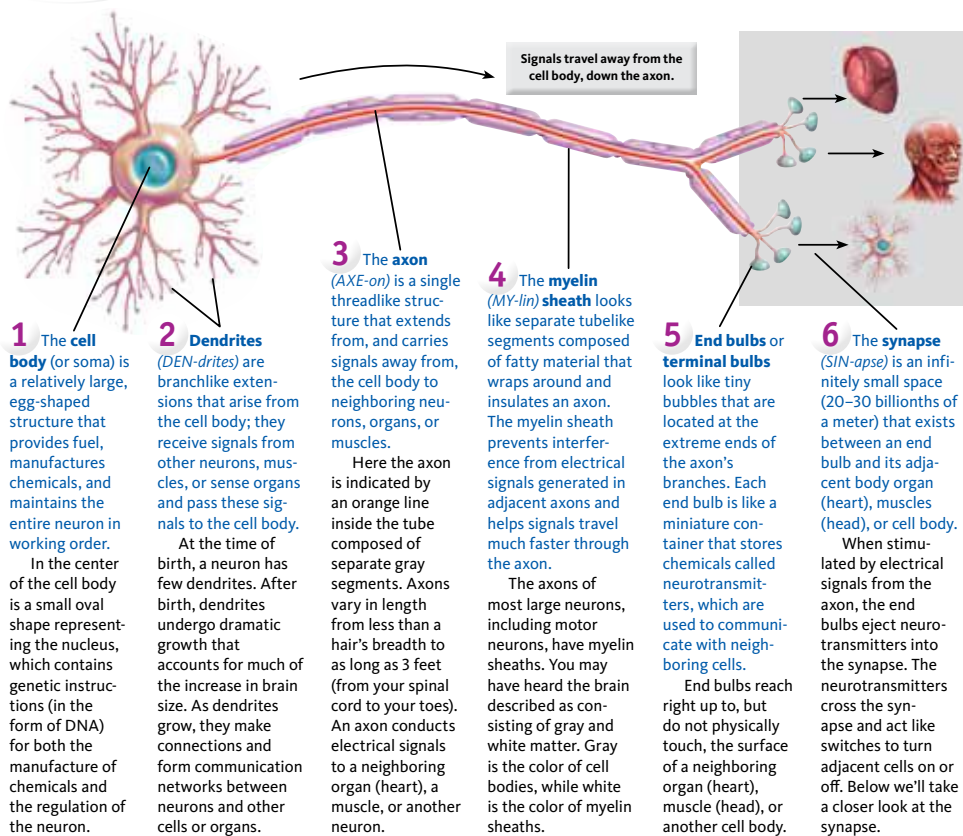 Signals travel away from the
cell body, down the axon.
1 The cell
body (or soma) is
a relatively large,
egg-shaped
structure that
provides fuel,
manufactures
chemicals, and
maintains the
entire neuron in
working order.
In the center
of the cell body
is a small oval
shape represent-
ing the nucleus,
which contains
genetic instruc-
tions (in the
form of DNA)
for both the
manufacture of
chemicals and
the regulation of
the neuron.
2 Dendrites
(DEN-drites) are
branchlike exten-
sions that arise from
the cell body; they
receive signals from
other neurons, mus-
cles, or sense organs
and pass these sig-
nals to the cell body.
At the time of
birth, a neuron has
few dendrites. After
birth, dendrites
undergo dramatic
growth that
accounts for much of
the increase in brain
size. As dendrites
grow, they make
connections and
form communication
networks between
neurons and other
cells or organs.
3 The axon
(AXE-on) is a single
threadlike struc-
ture that extends
from, and carries
signals away from,
the cell body to
neighboring neu-
rons, organs, or
muscles.
Here the axon
is indicated by
an orange line
inside the tube
composed of
separate gray
segments. Axons
vary in length
from less than a
hair's breadth to
as long as 3 feet
(from your spinal
cord to your toes).
An axon conducts
electrical signals
to a neighboring
organ (heart), a
muscle, or another
neuron.
4 The myelin
(MY-lin) sheath looks
like separate tubelike
segments composed
of fatty material that
wraps around and
insulates an axon.
The myelin sheath
prevents interfer-
ence from electrical
signals generated in
adjacent axons and
helps signals travel
much faster through
the axon.
The axons of
most large neurons,
including motor
neurons, have myelin
sheaths. You may
have heard the brain
described as con-
sisting of gray and
white matter. Gray
is the color of cell
bodies, while white
is the color of myelin
sheaths.
5 End bulbs or
terminal bulbs
look like tiny
bubbles that are
located at the
extreme ends of
the axon's
branches. Each
end bulb is like a
miniature con-
tainer that stores
chemicals called
neurotransmit-
ters, which are
used to communi-
cate with neigh-
boring cells.
End bulbs reach
right up to, but
do not physically
touch, the surface
of a neighboring
organ (heart),
muscle (head), or
another cell body.
6 The synapse
(SIN-apse) is an infi-
nitely small space
(20–30 billionths of
a meter) that exists
between an end
bulb and its adja-
cent body organ
(heart), muscles
(head), or cell body.
When stimu-
lated by electrical
signals from the
axon, the end
bulbs eject neuro-
transmitters into
the synapse. The
neurotransmitters
cross the syn-
apse and act like
switches to turn
adjacent cells on or
off. Below we'll take
a closer look at the
synapse.